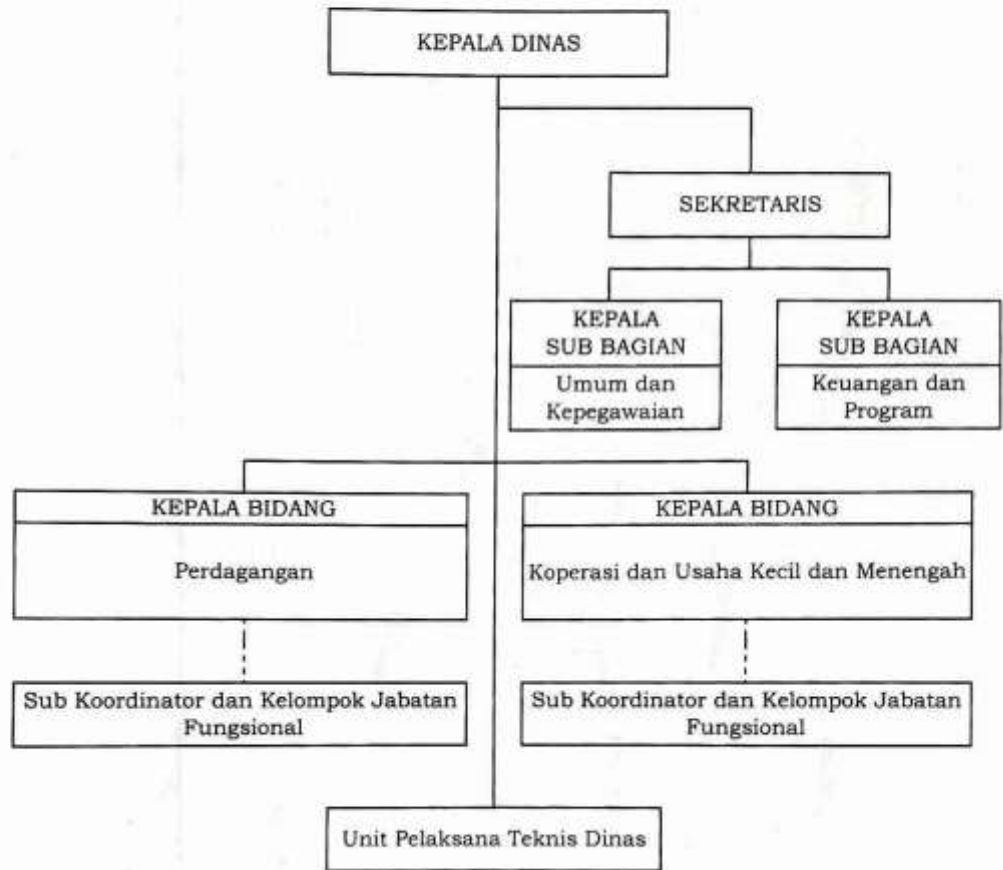 KEPALA DINAS
SEKRETARIS
KEPALA
SUB BAGIAN
Umum dan
Kepegawaian
KEPALA
SUB BAGIAN
Keuangan dan
Program
KEPALA BIDANG
Perdagangan
KEPALA BIDANG
Koperasi dan Usaha Kecil dan Menengah
Sub Koordinator dan Kelompok Jabatan
Fungsional
Sub Koordinator dan Kelompok Jabatan
Fungsional
Unit Pelaksana Teknis Dinas